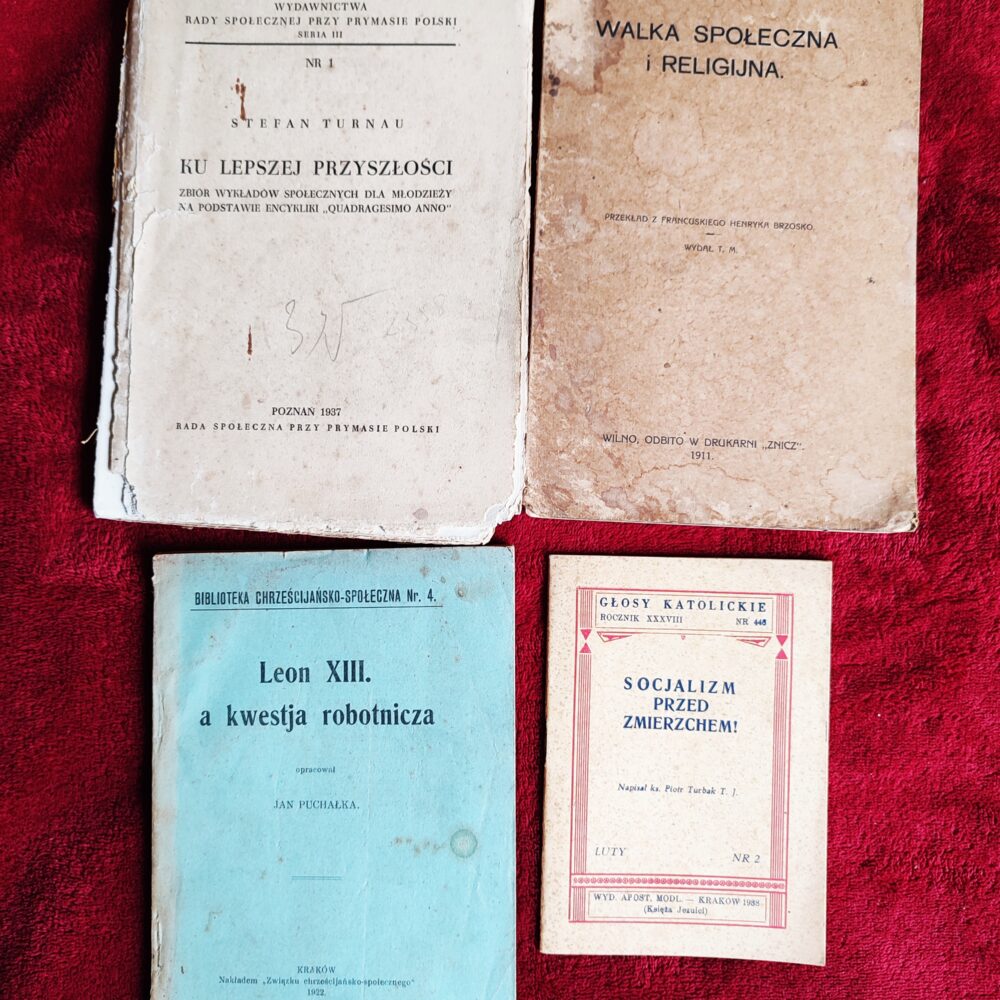 WYDAWNICTWA
RADY SPOŁECZNEJ PRZY PRYMASIE POLSKI
SERIA III
NR 1
STEFAN TURNAU
KU LEPSZEJ PRZYSZŁOŚCI
ZBIÓR WYKŁADÓW SPOŁECZNYCH DLA MŁODZIEŻY
NA PODSTAWIE ENCYKLIKI „QUADRAGESIMO ANNO"
POZNAŃ 1937
RADA SPOŁECZNA PRZY PRYMASIE POLSKI
WALKA SPOŁECZNA
i RELIGIJNA.
PRZEKŁAD Z FRANCUSKIEGO HENRYKA BRZOSKO.
WYDAŁ T. M.
WILNO, ODBITO W DRUKARNI „ZNICZ".
1911.
BIBLIOTEKA CHRZEŚCIJAŃSKO-SPOŁECZNA Nr. 4.
Leon XIII.
a kwestja robotnicza
opracował
JAN PUCHAŁKA.
KRAKÓW
Nakładem „Związku chrześcijańsko-społecznego"
1922.
GŁOSY KATOLICKIE
ROCZNIK XXXVIII NR
SOCJALIZM
PRZED
ZMIERZCHEM!
Napisał ks. Piotr Turbak T. J.
LUTY NR 2
WYD. APOST. MODL. — KRAKÓW 1938
(Księża Jezuici)